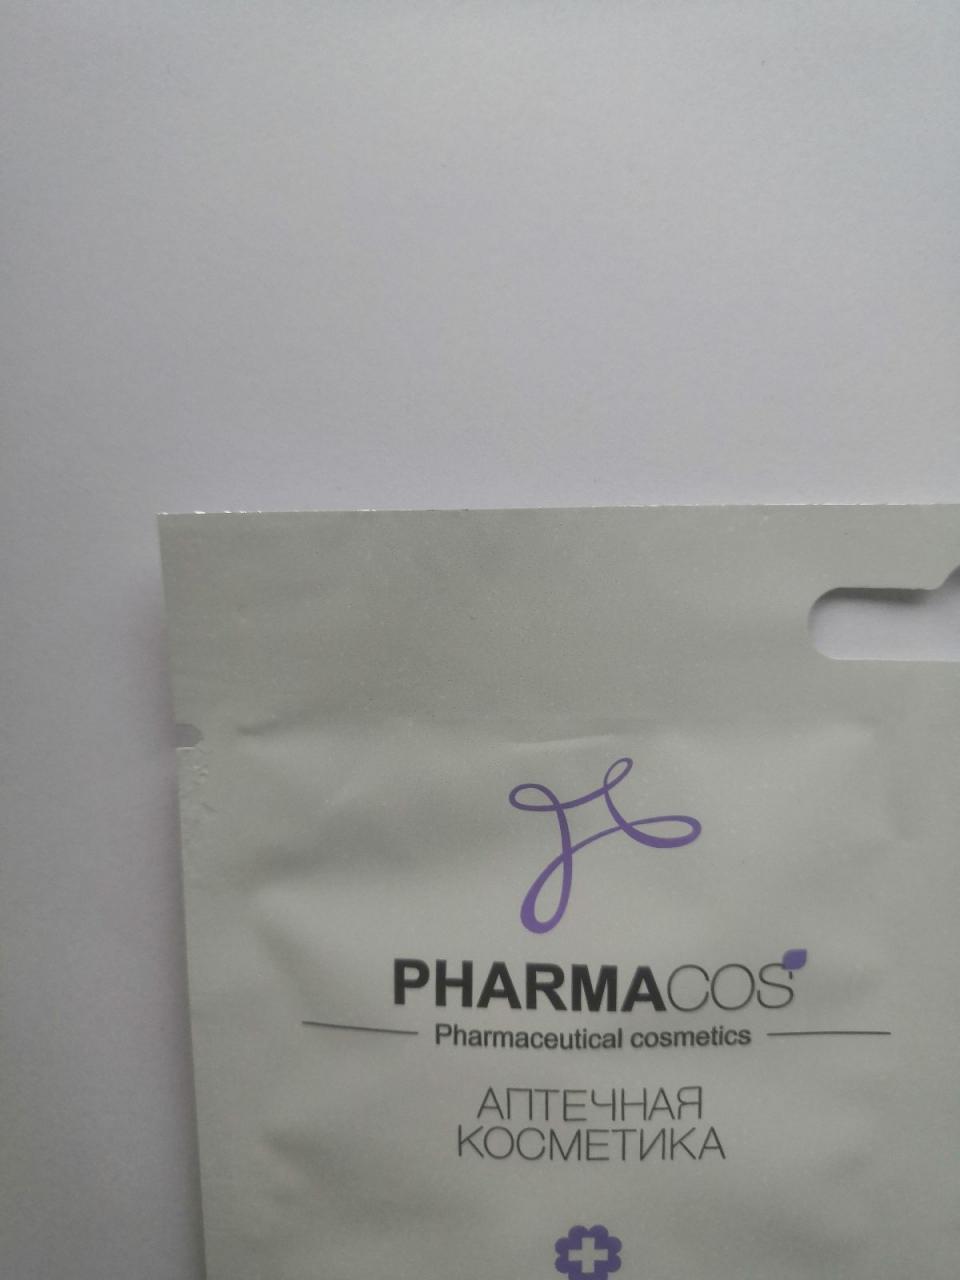 PHARMACOS
Pharmaceutical cosmetics
АПТЕЧНАЯ
КОСМЕТИКА